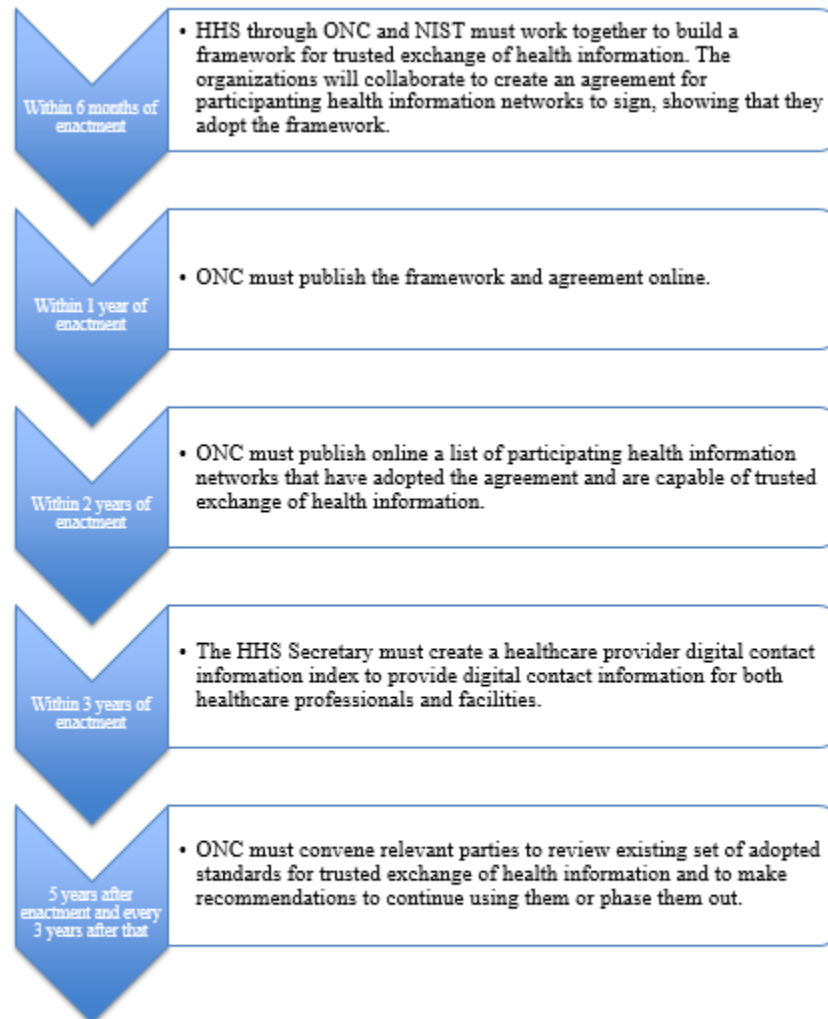 Within 6 months of
enactment
• HHS through ONC and NIST must work together to build a
framework for trusted exchange of health information. The
organizations will collaborate to create an agreement for
participanting health information networks to sign, showing that they
adopt the framework.
Within 1 year of
enactment
• ONC must publish the framework and agreement online.
Within 2 years of
enactment
• ONC must publish online a list of participating health information
networks that have adopted the agreement and are capable of trusted
exchange of health information.
Within 3 years of
enactment
• The HHS Secretary must create a healthcare provider digital contact
information index to provide digital contact information for both
healthcare professionals and facilities.
5 years after
enactment and every
3 years after that
• ONC must convene relevant parties to review existing set of adopted
standards for trusted exchange of health information and to make
recommendations to continue using them or phase them out.